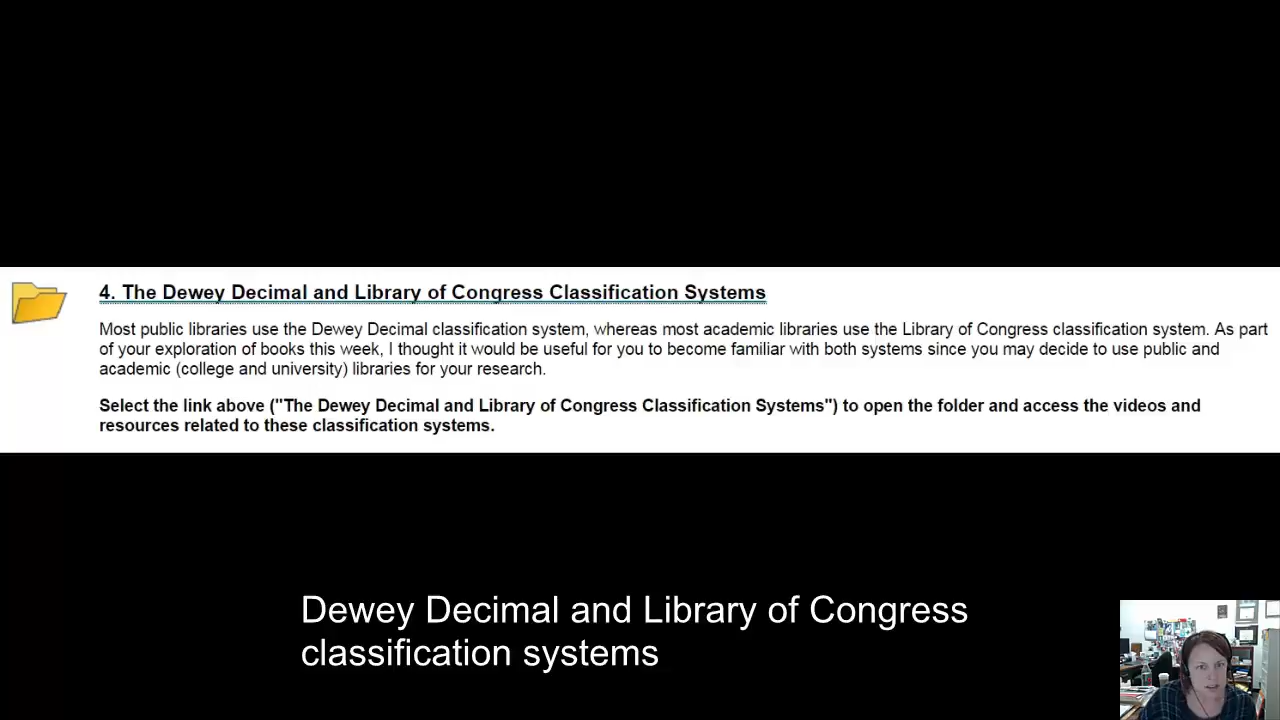 4. The Dewey Decimal and Library of Congress Classification Systems
Most public libraries use the Dewey Decimal classification system, whereas most academic libraries use the Library of Congress classification system. As part
of your exploration of books this week, I thought it would be useful for you to become familiar with both systems since you may decide to use public and
academic (college and university) libraries for your research.
Select the link above ("The Dewey Decimal and Library of Congress Classification Systems") to open the folder and access the videos and
resources related to these classification systems.
Dewey Decimal and Library of Congress
classification systems